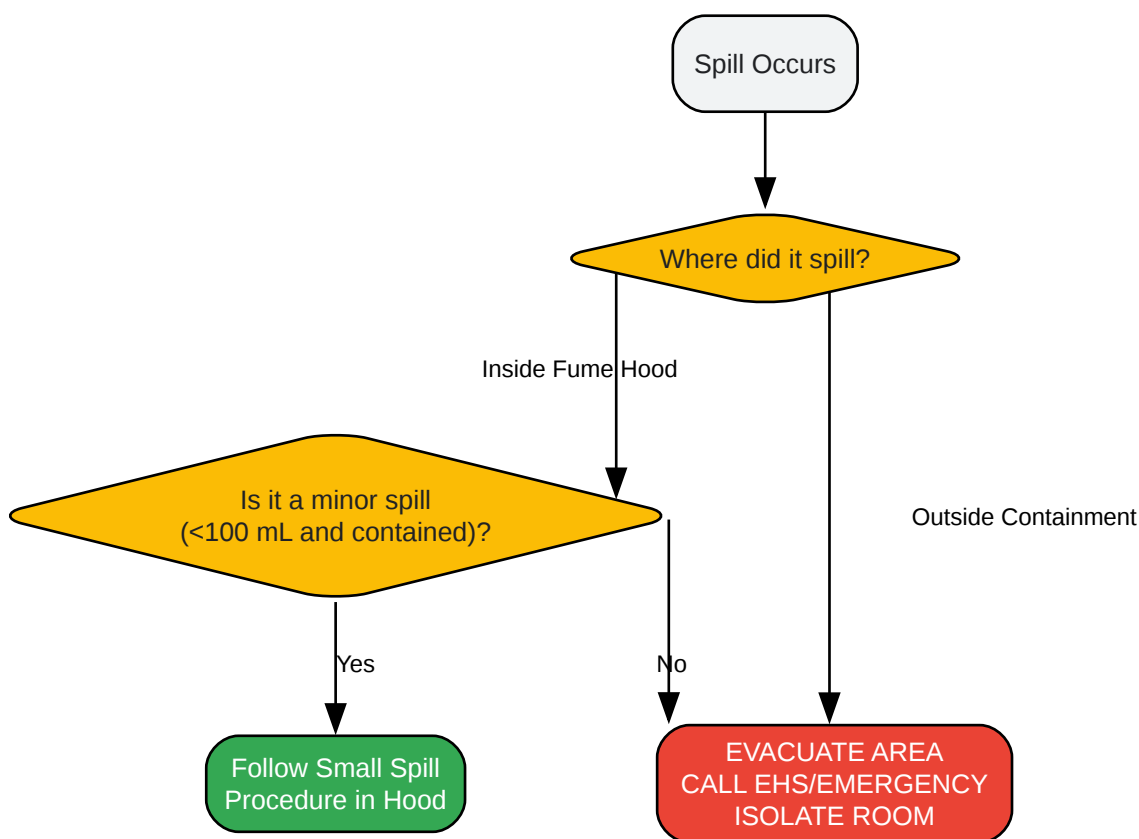 Spill Occurs
Where did it spill?
Inside Fume Hood
Is it a minor spill
(<100 mL and contained)?
Outside Containment
Yes
No
Follow Small Spill
Procedure in Hood
EVACUATE AREA
CALL EHS/EMERGENCY
ISOLATE ROOM